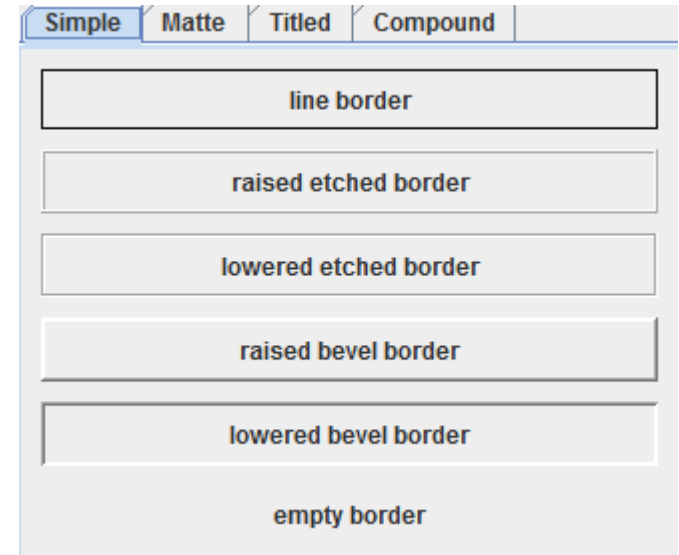 Simple Matte Titled Compound
line border
raised etched border
lowered etched border
raised bevel border
lowered bevel border
empty border